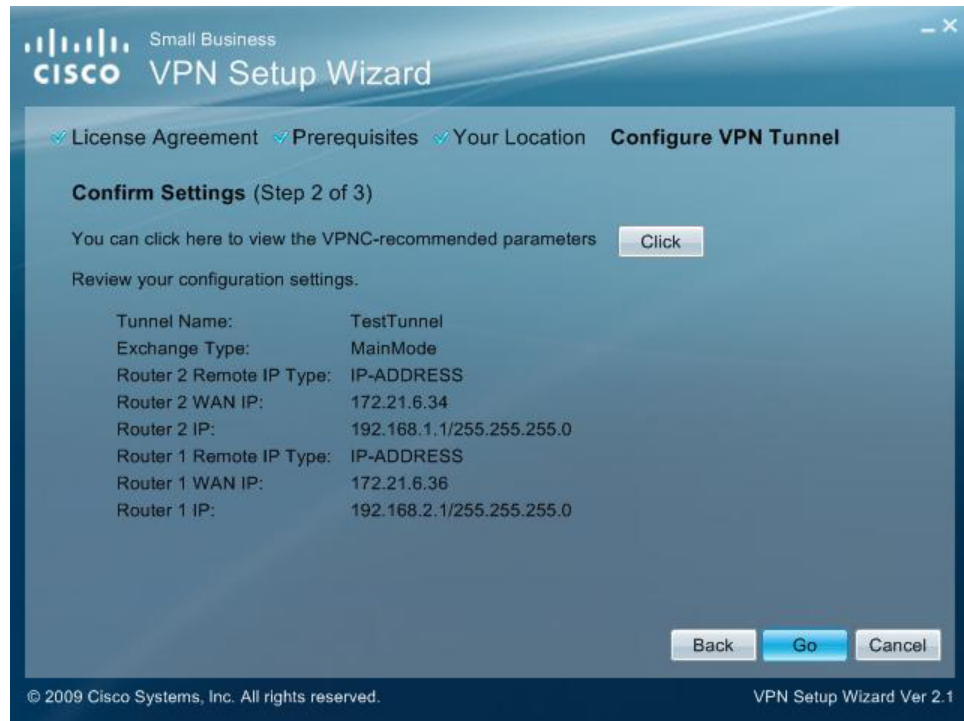 Small Business
CISCO VPN Setup Wizard
License Agreement Prerequisites Your Location Configure VPN Tunnel
Confirm Settings (Step 2 of 3)
You can click here to view the VPNC-recommended parameters Click
Review your configuration settings.
Tunnel Name: TestTunnel
Exchange Type: MainMode
Router 2 Remote IP Type: IP-ADDRESS
Router 2 WAN IP: 172.21.6.34
Router 2 IP: 192.168.1.1/255.255.255.0
Router 1 Remote IP Type: IP-ADDRESS
Router 1 WAN IP: 172.21.6.36
Router 1 IP: 192.168.2.1/255.255.255.0
Back Go Cancel
© 2009 Cisco Systems, Inc. All rights reserved. VPN Setup Wizard Ver 2.1